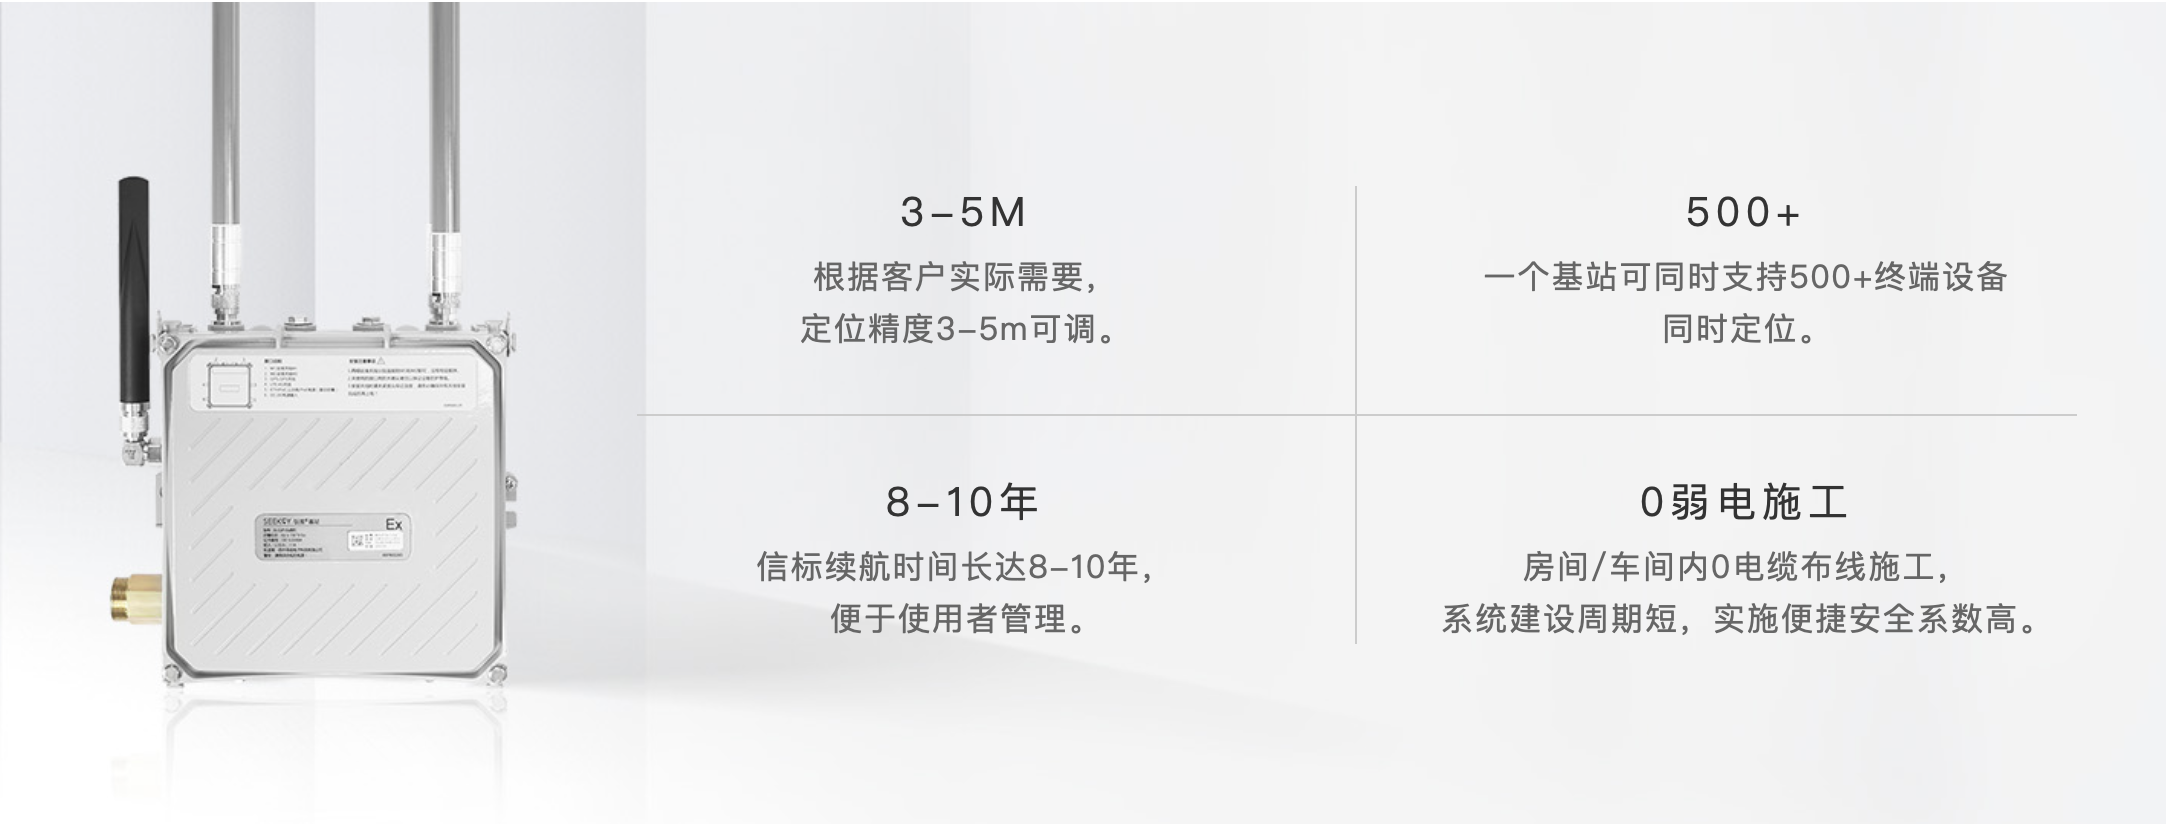 3-5M
根据客户实际需要，
定位精度3-5m可调。
500+
一个基站可同时支持500+终端设备
同时定位。
8-10年
信标续航时间长达8-10年，
便于使用者管理。
0弱电施工
房间/车间内0电缆布线施工，
系统建设周期短，实施便捷安全系数高。
Ex